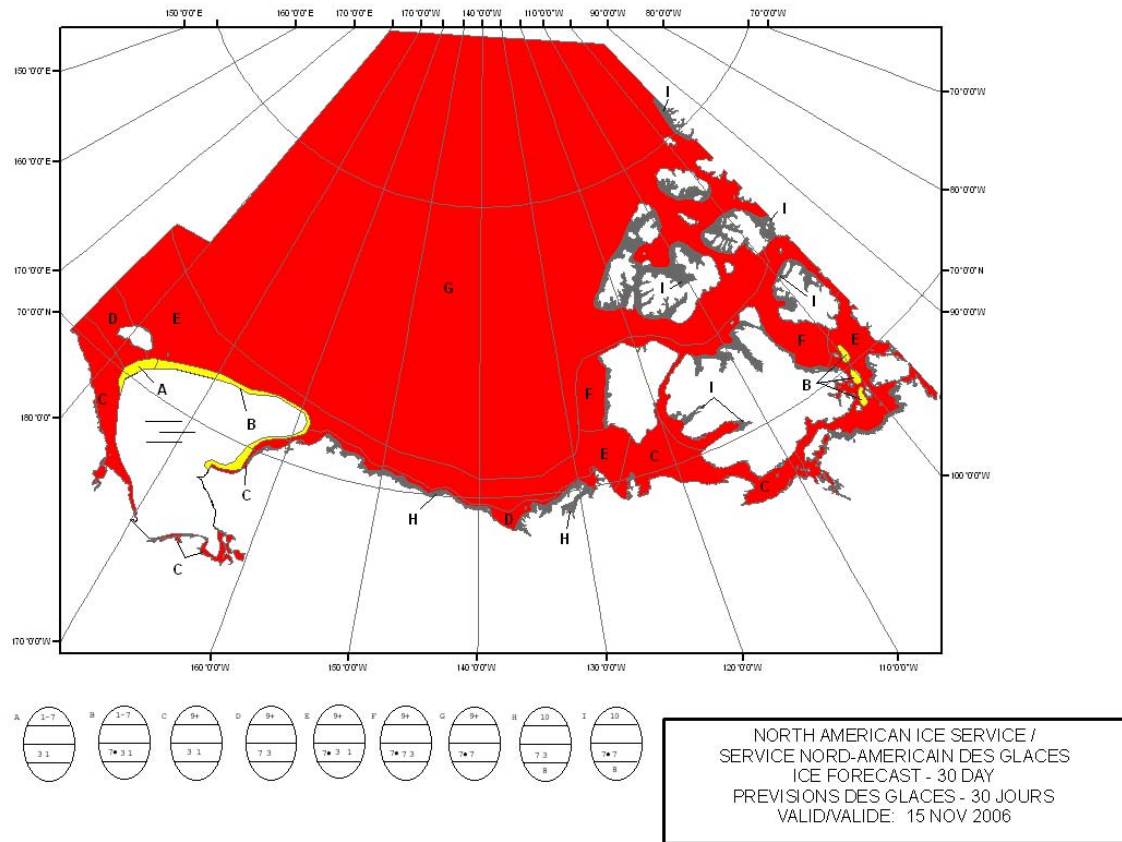 150°0'0"E 160°0'0"E 170°0'0"E 170°0'0"W 140°0'0"W 110°0'0"W 90°0'0"W 80°0'0"W 70°0'0"W
150°0'0"E
70°0'0"W
160°0'0"E
80°0'0"W
170°0'0"E
70°0'0"N
70°0'0"N
90°0'0"W
180°0'0"W
100°0'0"W
170°0'0"W
160°0'0"W 150°0'0"W 140°0'0"W 130°0'0"W 120°0'0"W 110°0'0"W
I
I
G
I
I
D
E
F
E
A
B
C
F
I
B
C
E
C
C
H
D
H
C
A 1-7 B 1-7 C 9+ D 9+ E 9+ F 9+ G 9+ H 10 I 10
3 1 7• 3 1 3 1 7 3 7• 3 1 7• 7 3 7• 7 7 3 7• 7
8 8
NORTH AMERICAN ICE SERVICE /
SERVICE NORD-AMERICAIN DES GLACES
ICE FORECAST - 30 DAY
PREVISIONS DES GLACES - 30 JOURS
VALID/VALIDE: 15 NOV 2006